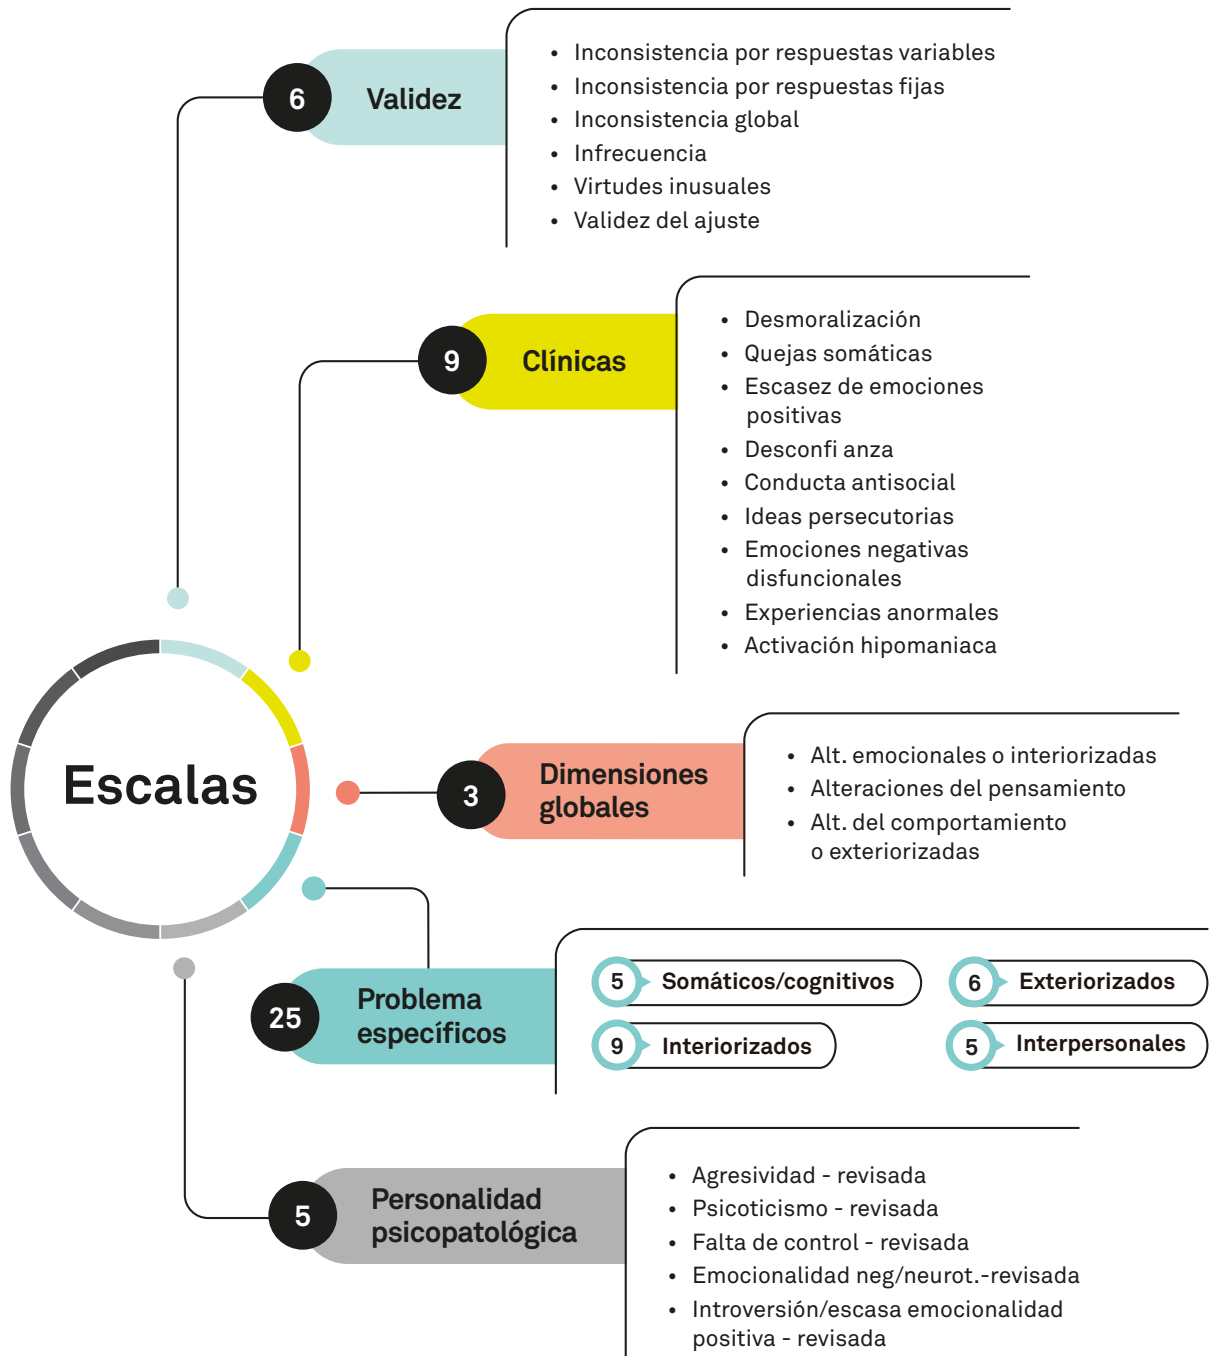 6
Validez
• Inconsistencia por respuestas variables
• Inconsistencia por respuestas fijas
• Inconsistencia global
• Infrecuencia
• Virtudes inusuales
• Validez del ajuste
9
Clínicas
• Desmoralización
• Quejas somáticas
• Escasez de emociones
positivas
• Desconfi anza
• Conducta antisocial
• Ideas persecutorias
• Emociones negativas
disfuncionales
• Experiencias anormales
• Activación hipomaniaca
Escalas
3
Dimensiones
globales
• Alt. emocionales o interiorizadas
• Alteraciones del pensamiento
• Alt. del comportamiento
o exteriorizadas
25
Problema
específicos
5 Somáticos/cognitivos
6 Exteriorizados
9 Interiorizados
5 Interpersonales
5
Personalidad
psicopatológica
• Agresividad - revisada
• Psicoticismo - revisada
• Falta de control - revisada
• Emocionalidad neg/neurot.-revisada
• Introversión/escasa emocionalidad
positiva - revisada